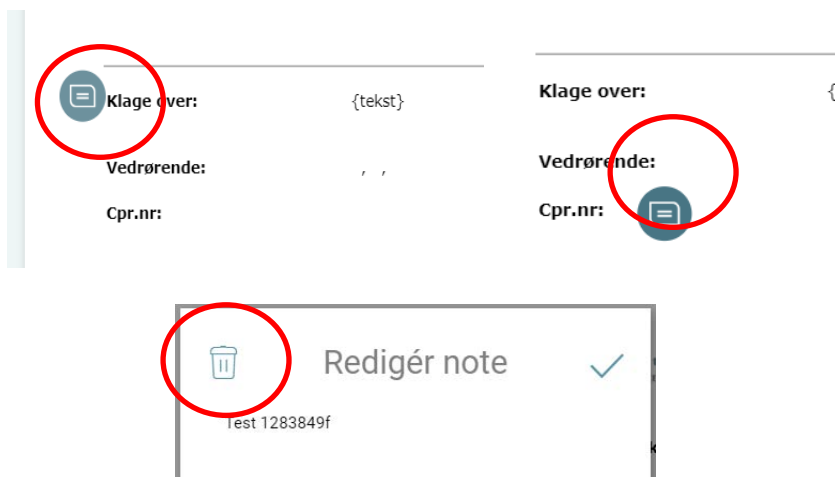 Klage over: {tekst}
Vedrørende: , ,
Cpr.nr:
Klage over: {
Vedrørende:
Cpr.nr:
Redigér note
Test 1283849f
k